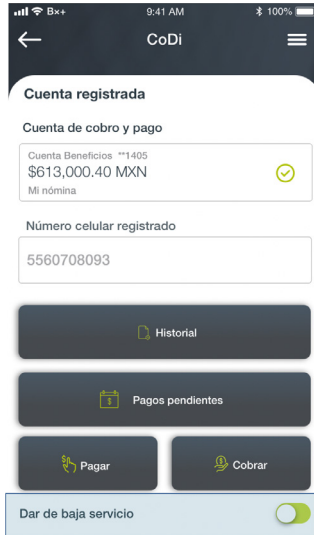 B×+ 9:41 AM 100%
CoDi
Cuenta registrada
Cuenta de cobro y pago
Cuenta Beneficios **1405
$613,000.40 MXN
Mi nómina
Número celular registrado
5560708093
Historial
Pagos pendientes
Pagar Cobrar
Dar de baja servicio